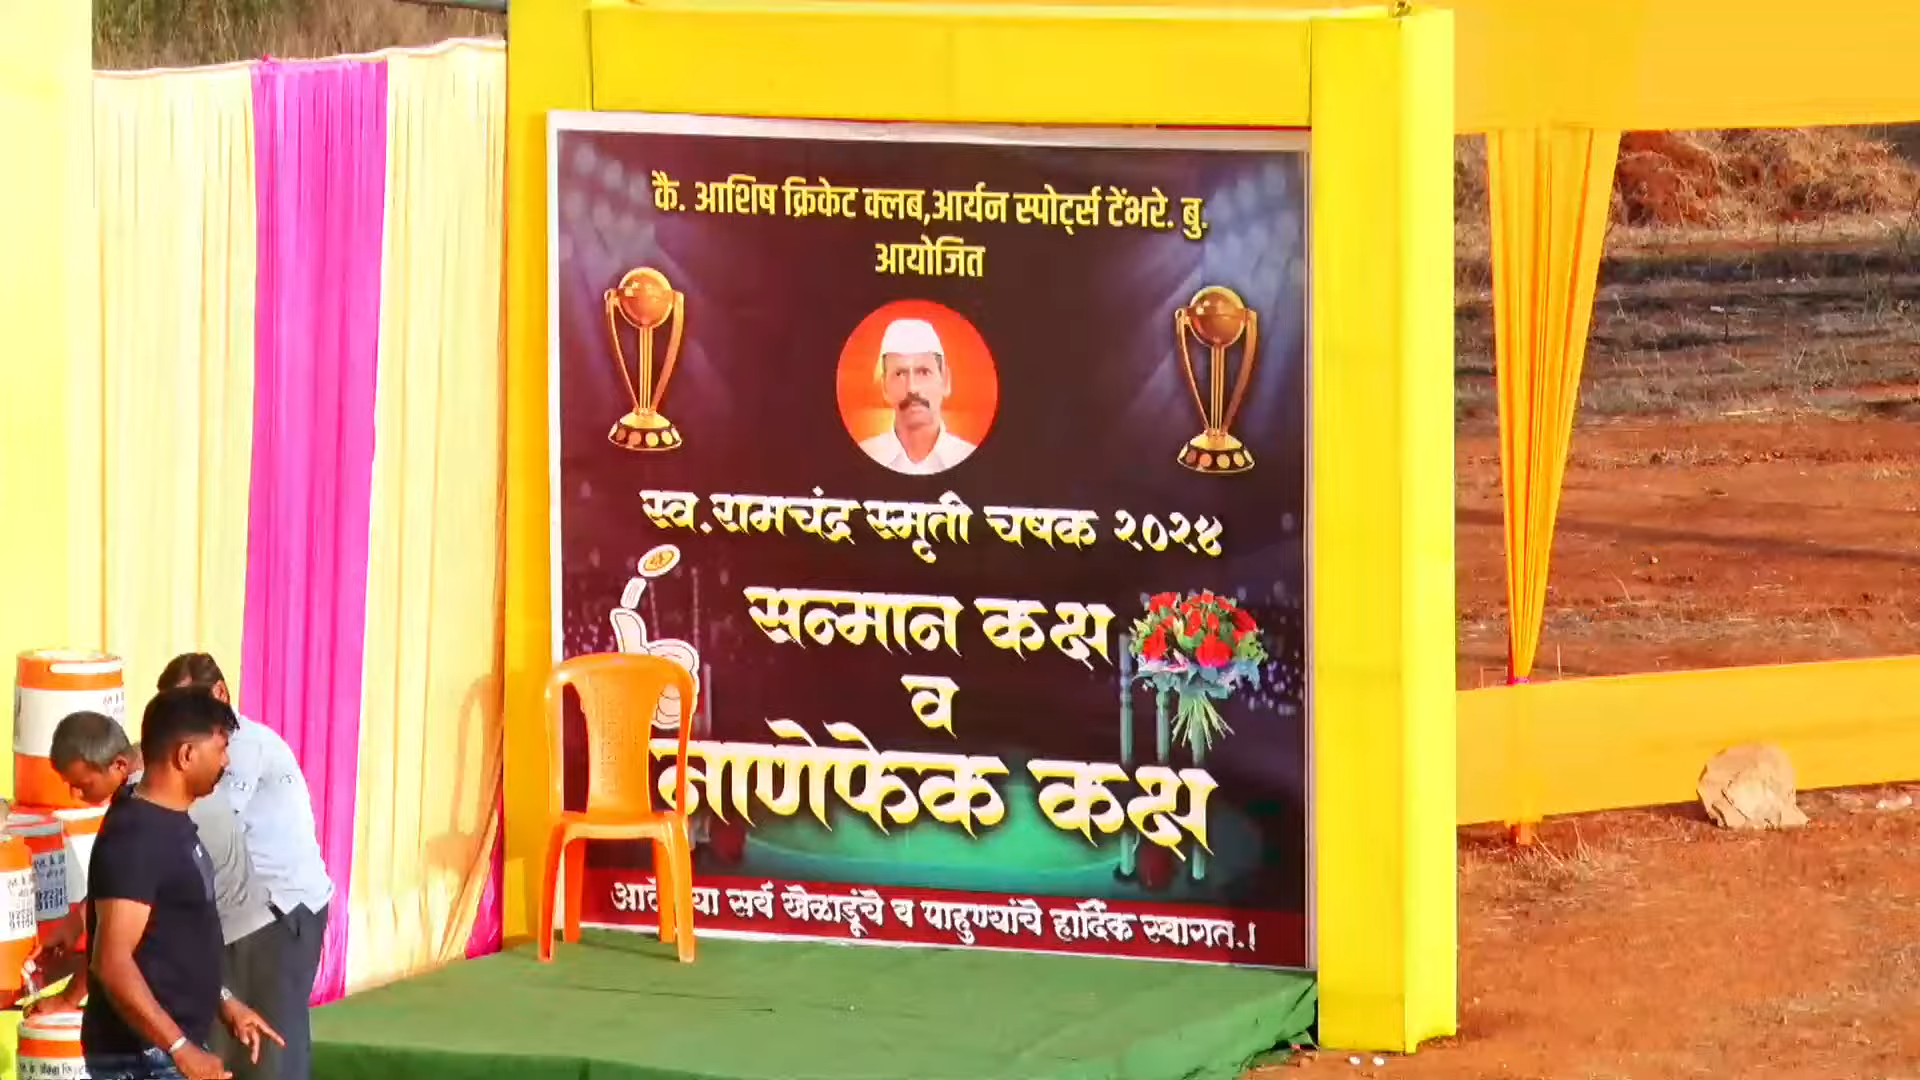 कै. आशिष क्रिकेट क्लब,आर्यन स्पोर्ट्स टेंभरे. बु.
आयोजित
स्व.रामचंद्र स्मृती चषक २०२४
सन्मान कक्ष
व
नाणेफेक कक्ष
सर्व खेळाडूंचे व पाहुण्यांचे हार्दिक स्वागत.!